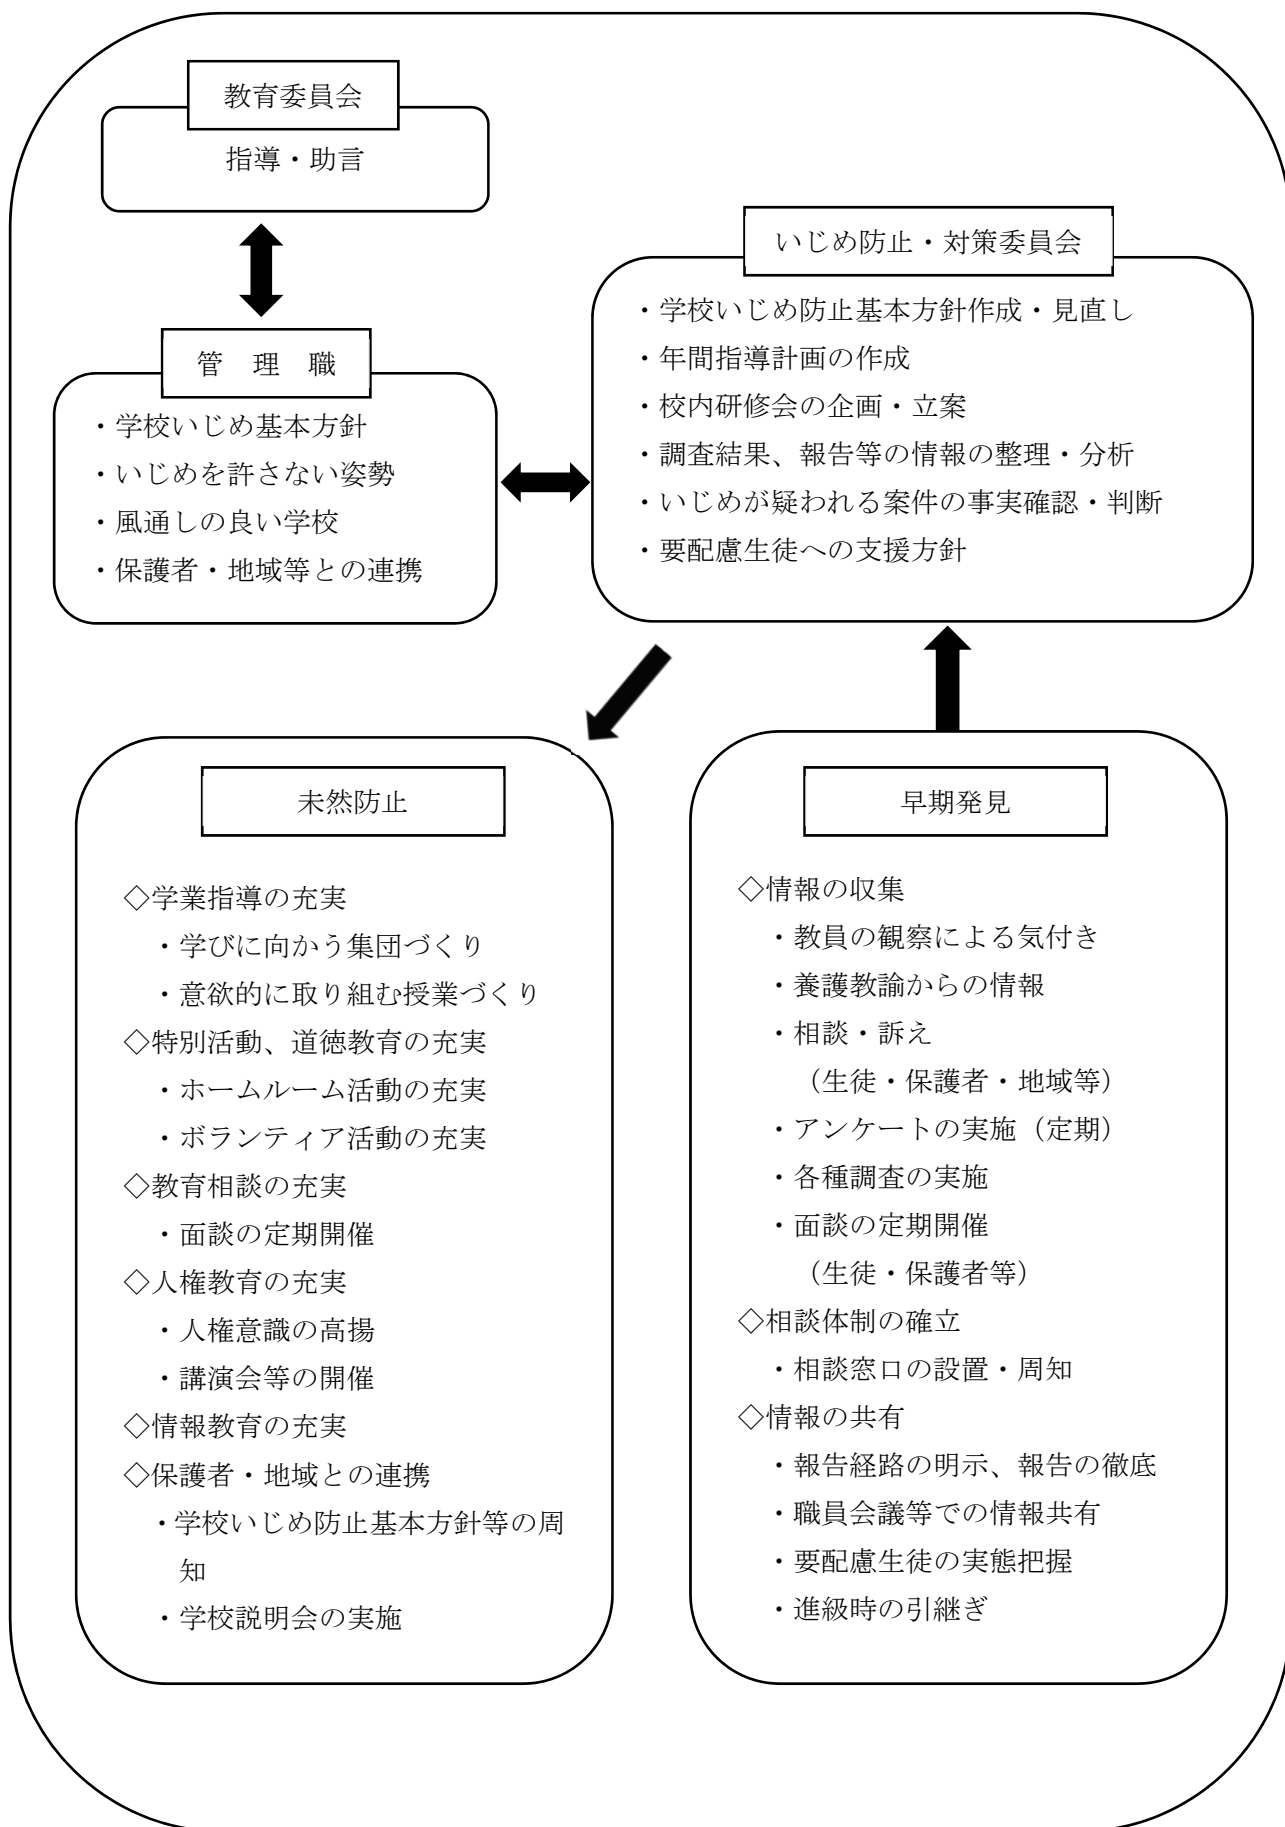 教育委員会
指導・助言
管　理　職
・学校いじめ基本方針
・いじめを許さない姿勢
・風通しの良い学校
・保護者・地域等との連携
いじめ防止・対策委員会
・学校いじめ防止基本方針作成・見直し
・年間指導計画の作成
・校内研修会の企画・立案
・調査結果、報告等の情報の整理・分析
・いじめが疑われる案件の事実確認・判断
・要配慮生徒への支援方針
未然防止
◇学業指導の充実
・学びに向かう集団づくり
・意欲的に取り組む授業づくり
◇特別活動、道徳教育の充実
・ホームルーム活動の充実
・ボランティア活動の充実
◇教育相談の充実
・面談の定期開催
◇人権教育の充実
・人権意識の高揚
・講演会等の開催
◇情報教育の充実
◇保護者・地域との連携
・学校いじめ防止基本方針等の周
知
・学校説明会の実施
早期発見
◇情報の収集
・教員の観察による気付き
・養護教諭からの情報
・相談・訴え
（生徒・保護者・地域等）
・アンケートの実施（定期）
・各種調査の実施
・面談の定期開催
（生徒・保護者等）
◇相談体制の確立
・相談窓口の設置・周知
◇情報の共有
・報告経路の明示、報告の徹底
・職員会議等での情報共有
・要配慮生徒の実態把握
・進級時の引継ぎ